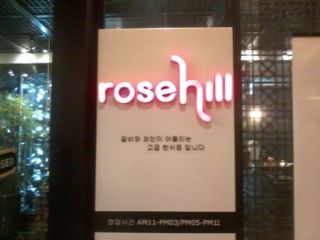 rosehill
갈비와 와인이 어울리는
고급 한식점 입니다
영업시간 AM11-PM03/PM05-PM11